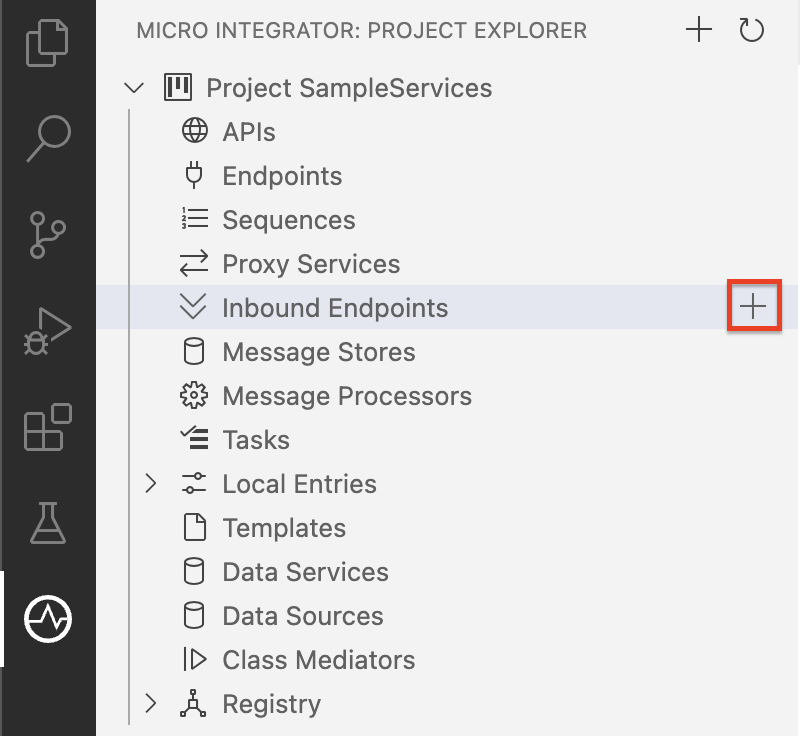 MICRO INTEGRATOR: PROJECT EXPLORER
Project SampleServices
APIs
Endpoints
Sequences
Proxy Services
Inbound Endpoints
Message Stores
Message Processors
Tasks
Local Entries
Templates
Data Services
Data Sources
Class Mediators
Registry